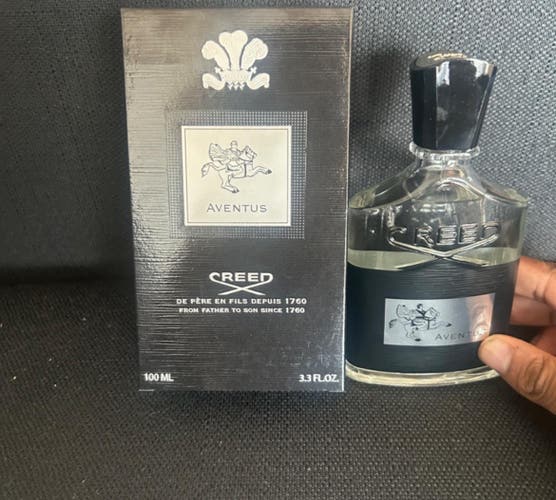 AVENTUS
CREED
DE PÈRE EN FILS DEPUIS 1760
FROM FATHER TO SON SINCE 1760
100 ML
3.3 FL.OZ.
CREED
AVENTUS